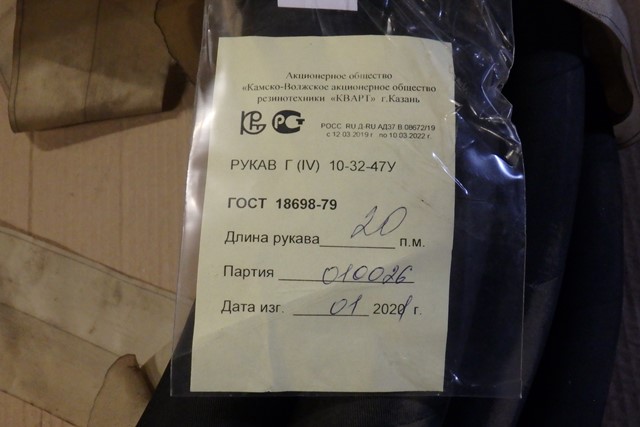 Акционерное общество
«Камско-Волжское акционерное общество
резинотехники «КВАРТ» г.Казань
РОСС RU.Д-RU.АД37.В.08672/19
с 12.03.2019 г. по 10.03.2022 г.
РУКАВ Г (IV) 10-32-47У
ГОСТ 18698-79
Длина рукава 20 п.м.
Партия 010026
Дата изг. 01 2021 г.